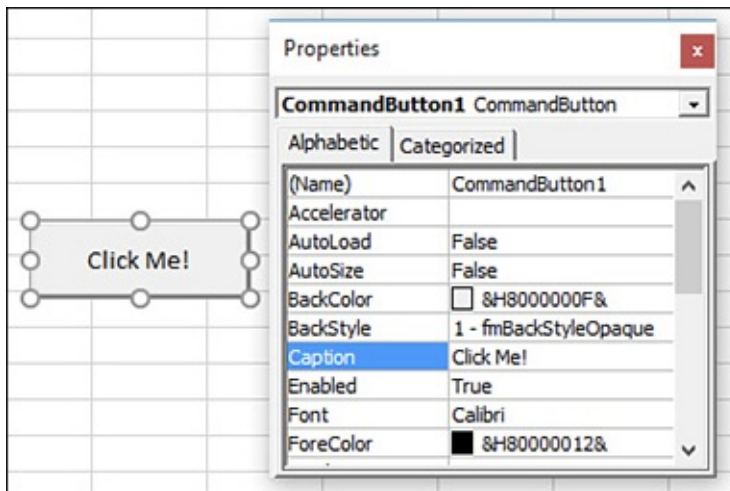 Click Me!
Properties
x
CommandButton1 CommandButton
Alphabetic Categorized
(Name) CommandButton1
Accelerator
AutoLoad False
AutoSize False
BackColor &H8000000F&
BackStyle 1 - fmBackStyleOpaque
Caption Click Me!
Enabled True
Font Calibri
ForeColor &H80000012&